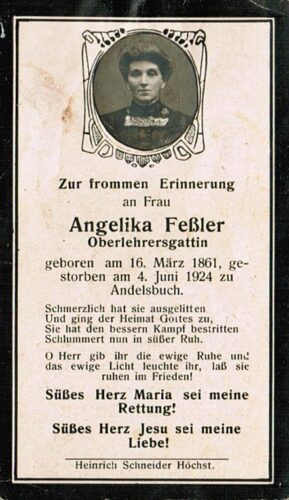 Zur frommen Erinnerung
an Frau
Angelika Feßler
Oberlehrersgattin
geboren am 16. März 1861, ge-
storben am 4. Juni 1924 zu
Andelsbuch.
Schmerzlich hat sie ausgelitten
Und ging der Heimat Gottes zu,
Sie hat den bessern Kampf bestritten
Schlummert nun in süßer Ruh.
O Herr gib ihr die ewige Ruhe und
das ewige Licht leuchte ihr, laß sie
ruhen im Frieden!
Süßes Herz Maria sei meine
Rettung!
Süßes Herz Jesu sei meine
Liebe!
Heinrich Schneider Höchst.